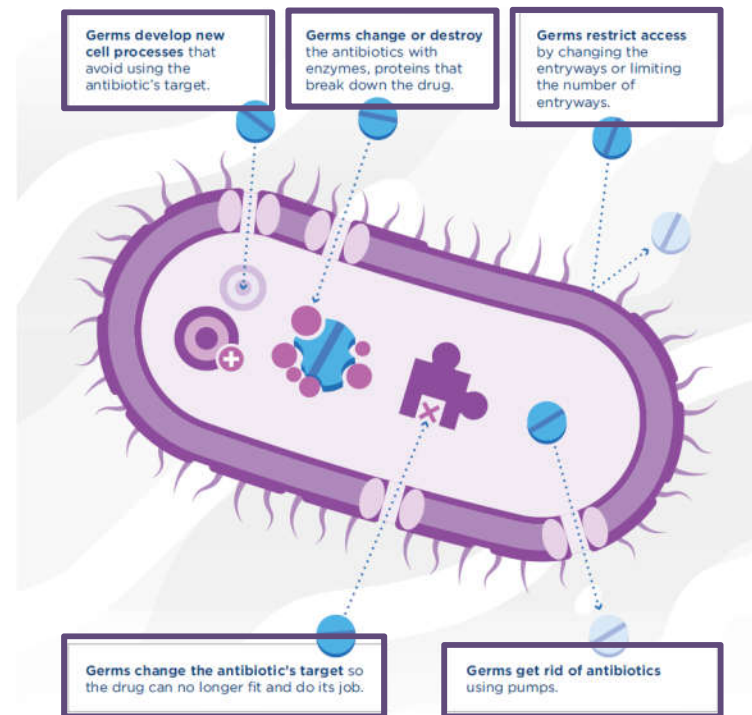 Germs develop new
cell processes that
avoid using the
antibiotic's target.
Germs change or destroy
the antibiotics with
enzymes, proteins that
break down the drug.
Germs restrict access
by changing the
entryways or limiting
the number of
entryways.
Germs change the antibiotic's target so
the drug can no longer fit and do its job.
Germs get rid of antibiotics
using pumps.